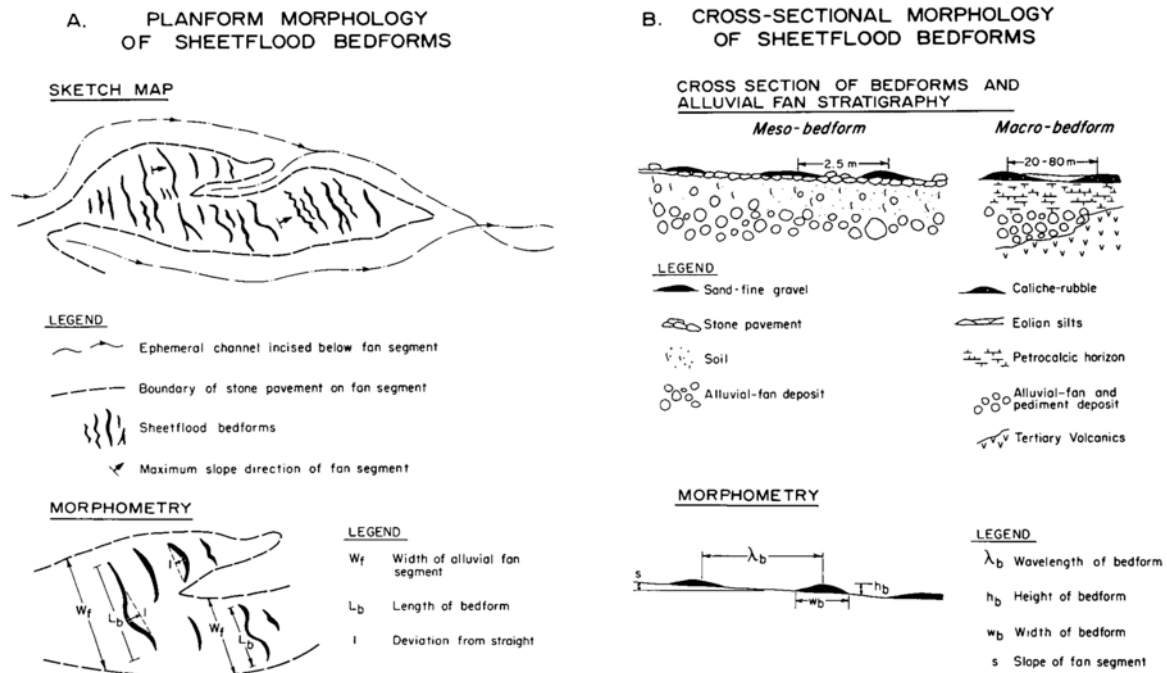 A. PLANFORM MORPHOLOGY
OF SHEETFLOOD BEDFORMS
SKETCH MAP
LEGEND
Ephemeral channel incised below fan segment
Boundary of stone pavement on fan segment
Sheetflood bedforms
Maximum slope direction of fan segment
MORPHOMETRY
Wf
Lb
l
l
Wf
Lb
LEGEND
Wf Width of alluvial fan
segment
Lb Length of bedform
l Deviation from straight
B. CROSS-SECTIONAL MORPHOLOGY
OF SHEETFLOOD BEDFORMS
CROSS SECTION OF BEDFORMS AND
ALLUVIAL FAN STRATIGRAPHY
Meso-bedform
Macro-bedform
2.5 m
20-80m
LEGEND
Sand-fine gravel
Stone pavement
Soil
Alluvial-fan deposit
Caliche-rubble
Eolian silts
Petrocalcic horizon
Alluvial-fan and
pediment deposit
Tertiary Volcanics
MORPHOMETRY
λb
s
hb
wb
LEGEND
λb Wavelength of bedform
hb Height of bedform
wb Width of bedform
s Slope of fan segment